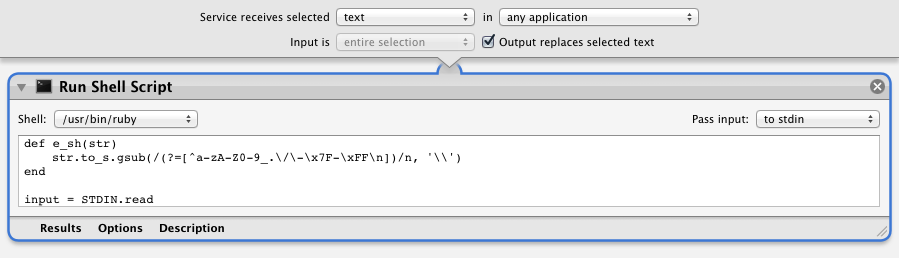 Service receives selected text in any application
Input is entire selection Output replaces selected text
Run Shell Script
Shell: /usr/bin/ruby Pass input: to stdin
def e_sh(str)
    str.to_s.gsub(/(?=[^a-zA-Z0-9_.\/\-\x7F-\xFF\n])/n, '\\')
end
input = STDIN.read
Results Options Description